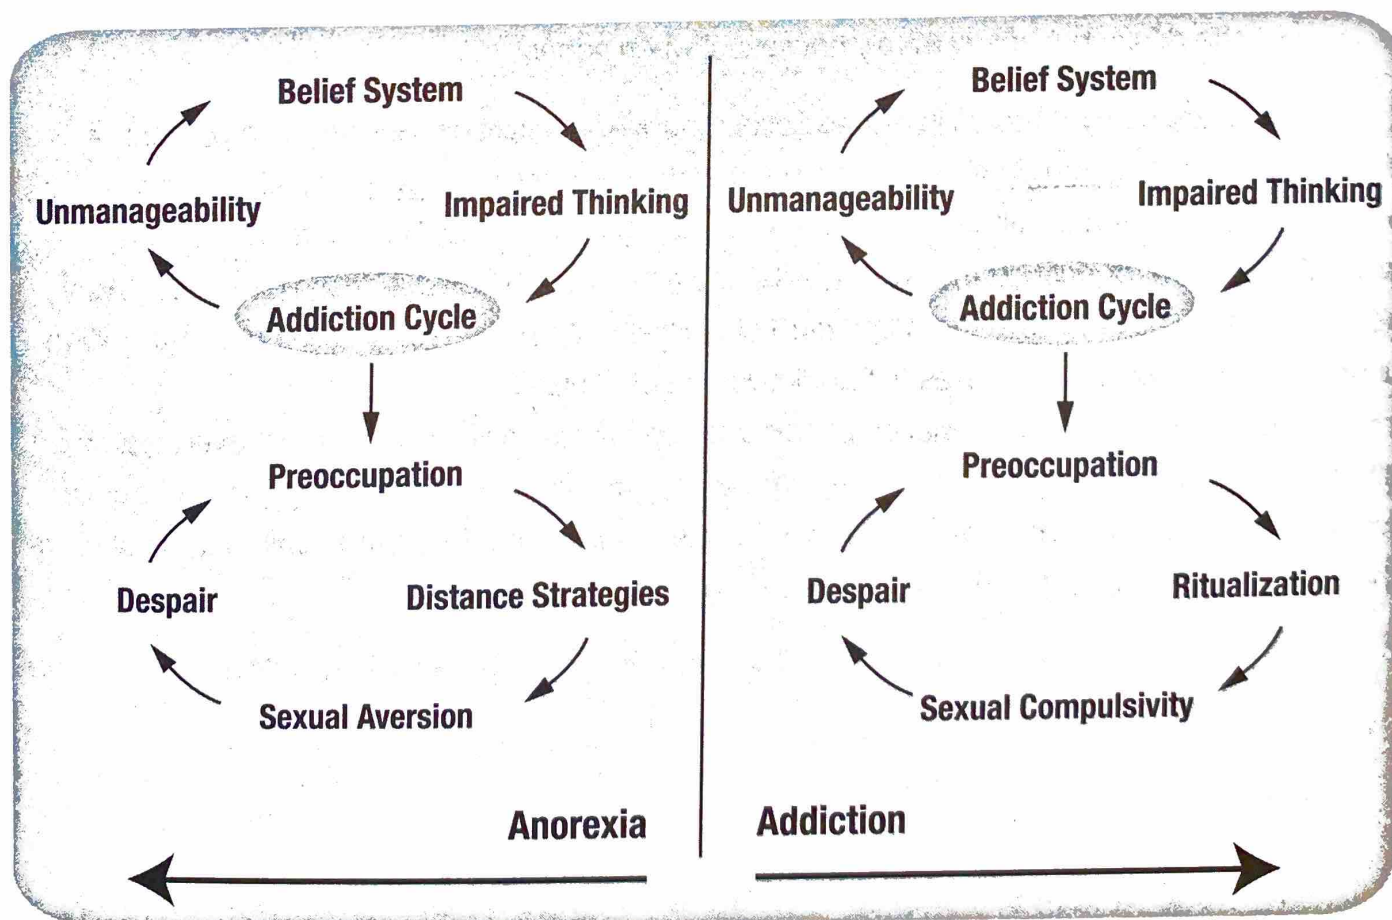 Belief System
Unmanageability
Impaired Thinking
Addiction Cycle
Preoccupation
Despair
Distance Strategies
Sexual Aversion
Anorexia
Belief System
Unmanageability
Impaired Thinking
Addiction Cycle
Preoccupation
Despair
Ritualization
Sexual Compulsivity
Addiction